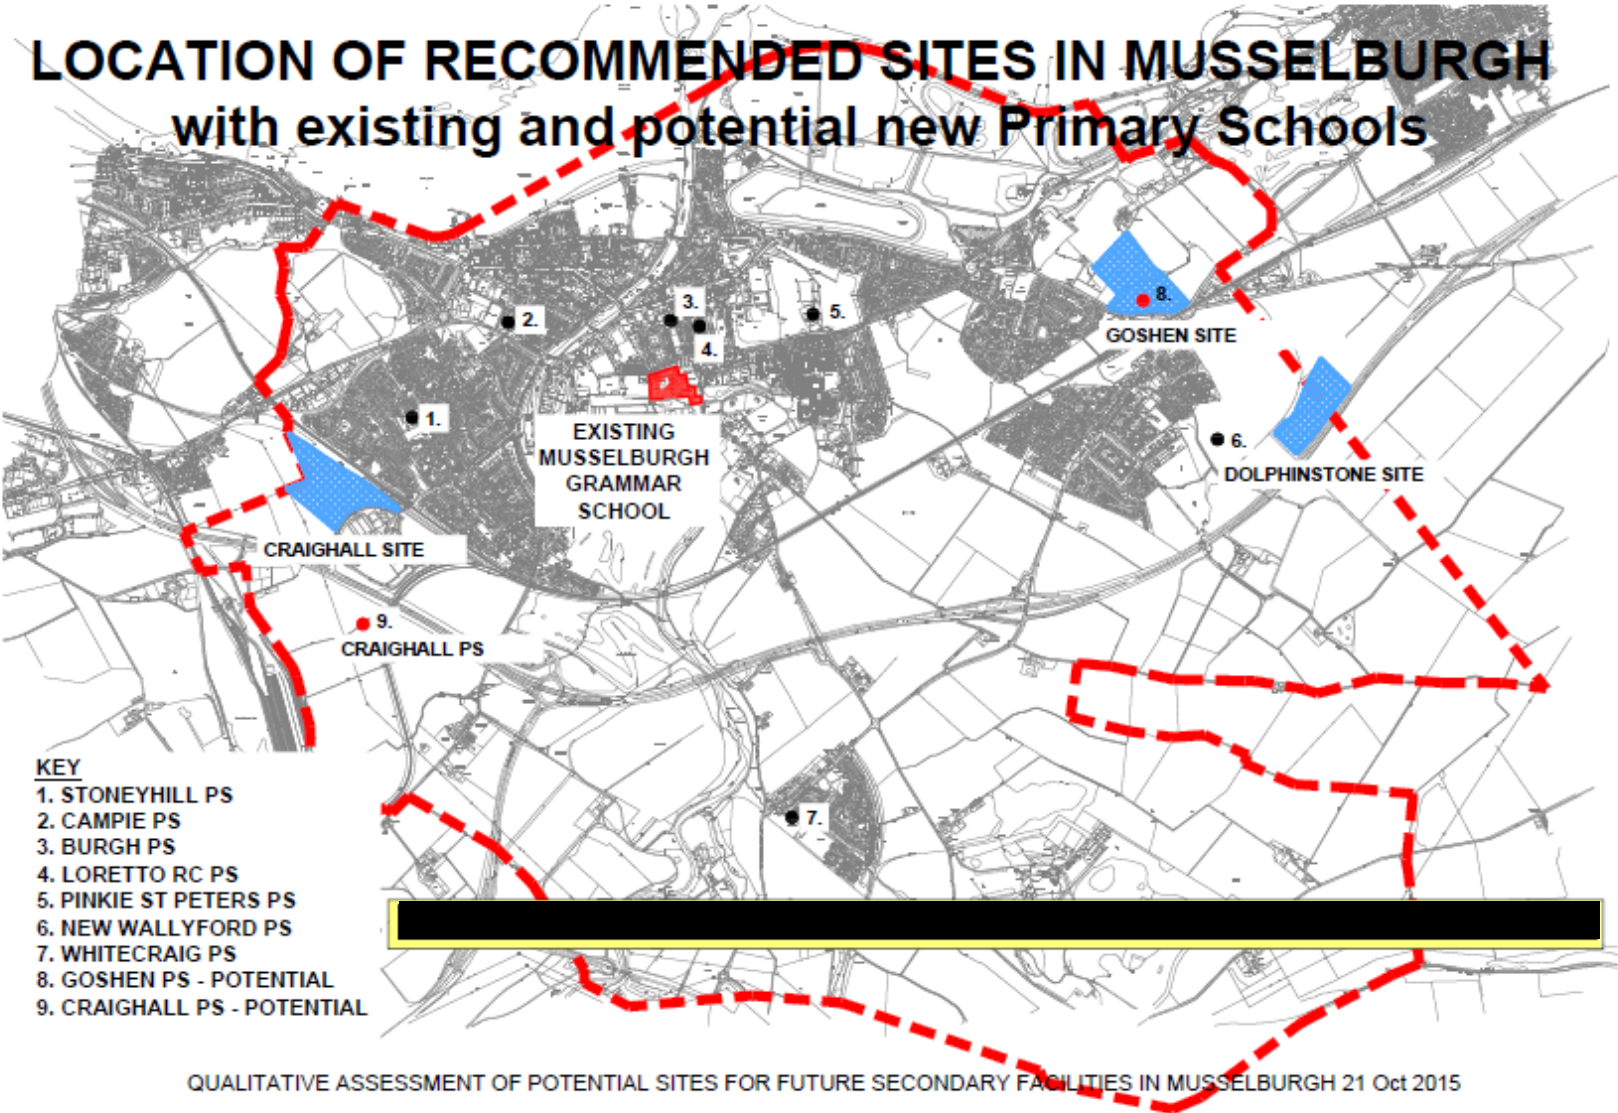 LOCATION OF RECOMMENDED SITES IN MUSSELBURGH
with existing and potential new Primary Schools
8.
GOSHEN SITE
3.
2.
5.
4.
1.
EXISTING
MUSSELBURGH
GRAMMAR
SCHOOL
6.
DOLPHINSTONE SITE
CRAIGHALL SITE
9.
CRAIGHALL PS
7.
KEY
1. STONEYHILL PS
2. CAMPIE PS
3. BURGH PS
4. LORETTO RC PS
5. PINKIE ST PETERS PS
6. NEW WALLYFORD PS
7. WHITECRAIG PS
8. GOSHEN PS - POTENTIAL
9. CRAIGHALL PS - POTENTIAL
QUALITATIVE ASSESSMENT OF POTENTIAL SITES FOR FUTURE SECONDARY FACILITIES IN MUSSELBURGH 21 Oct 2015